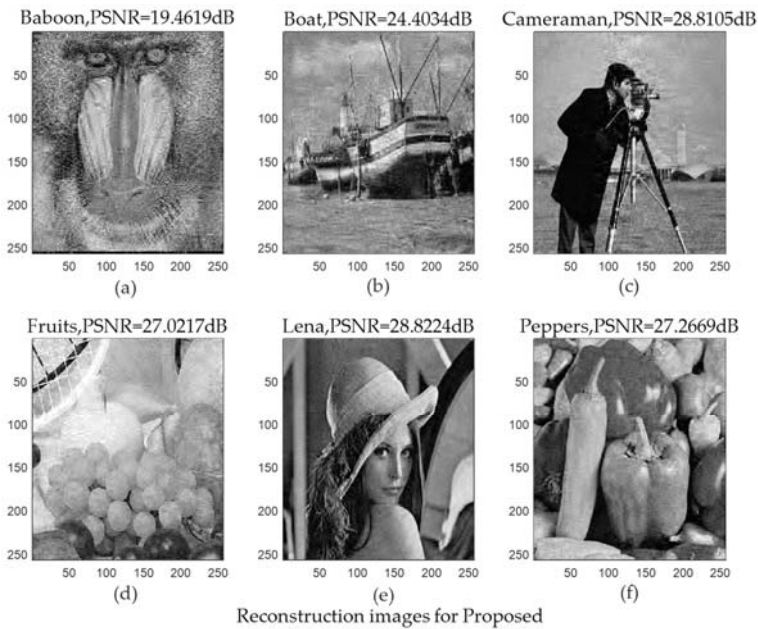 Baboon,PSNR=19.4619dB
Boat,PSNR=24.4034dB
Cameraman,PSNR=28.8105dB
50
100
150
200
250
50 100 150 200 250
(a)
50
100
150
200
250
50 100 150 200 250
(b)
50
100
150
200
250
50 100 150 200 250
(c)
Fruits,PSNR=27.0217dB
Lena,PSNR=28.8224dB
Peppers,PSNR=27.2669dB
50
100
150
200
250
50 100 150 200 250
(d)
50
100
150
200
250
50 100 150 200 250
(e)
50
100
150
200
250
50 100 150 200 250
(f)
Reconstruction images for Proposed